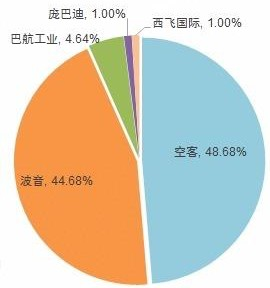 庞巴迪, 1.00%
西飞国际, 1.00%
巴航工业, 4.64%
空客, 48.68%
波音, 44.68%